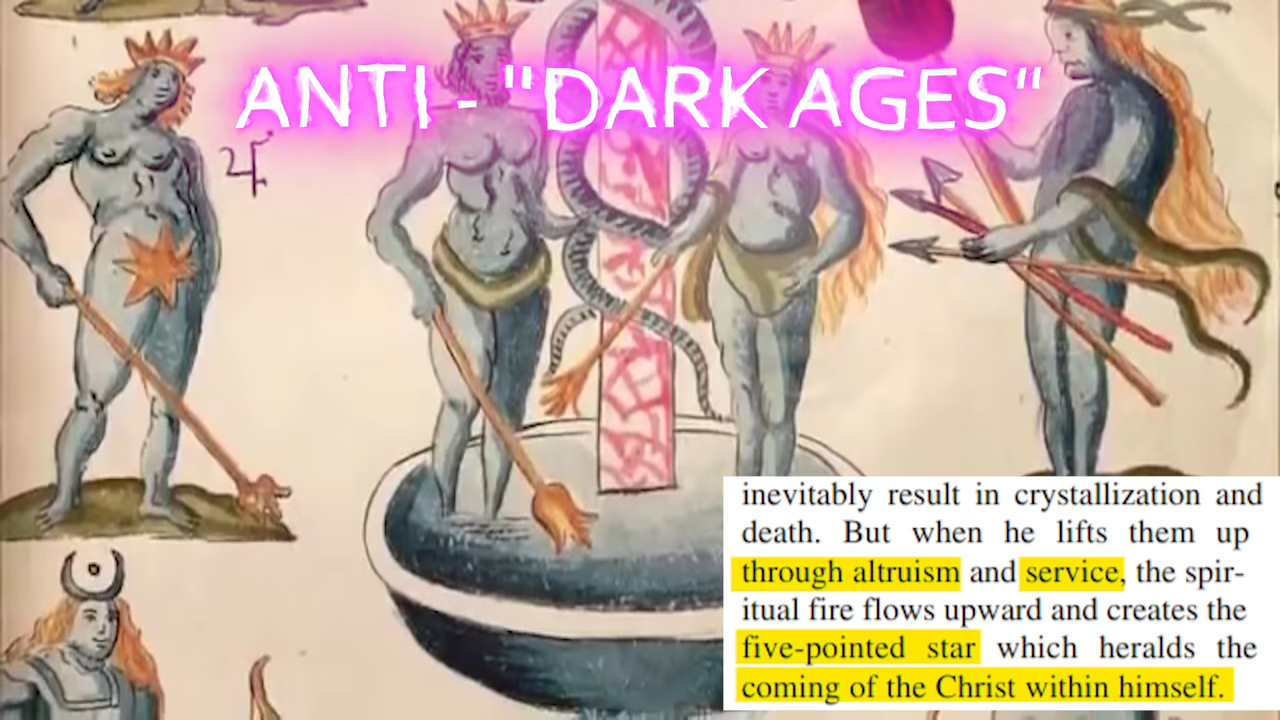 ANTI - "DARK AGES"
inevitably result in crystallization and
death. But when he lifts them up
through altruism and service, the spir-
itual fire flows upward and creates the
five-pointed star which heralds the
coming of the Christ within himself.